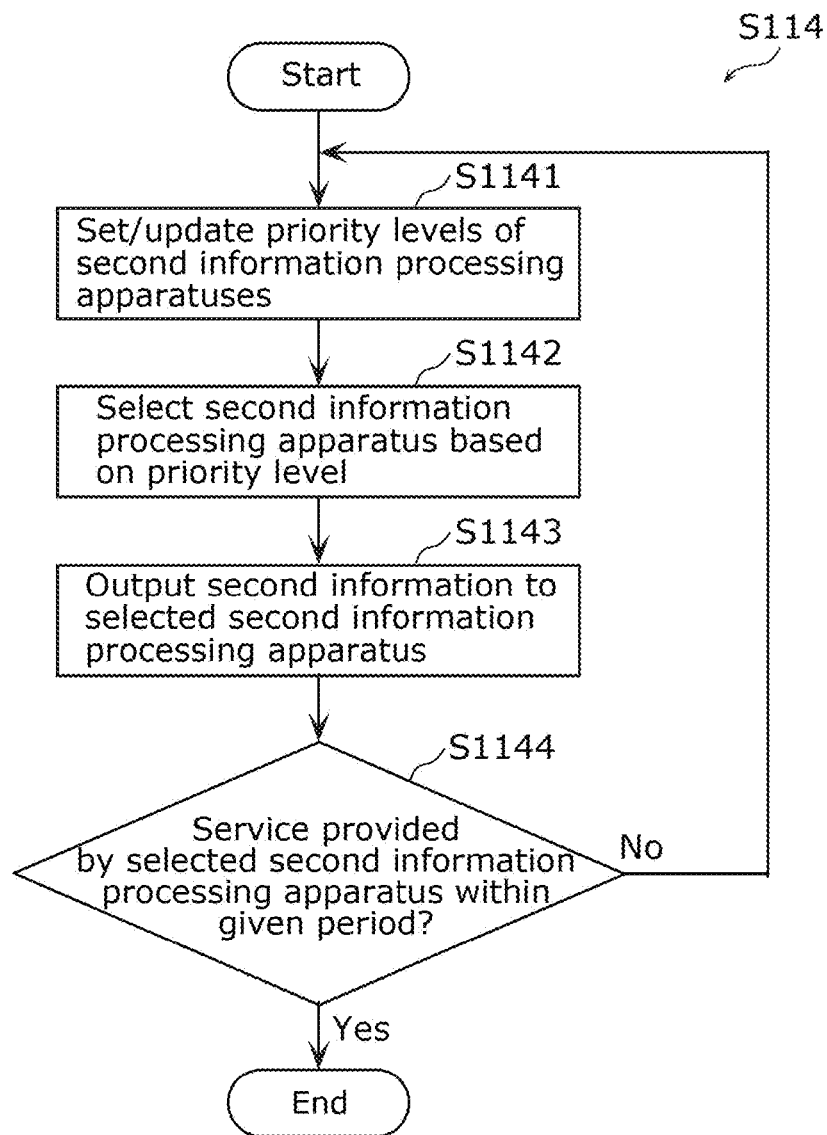 S114
Start
S1141
Set/update priority levels of
second information processing
apparatuses
S1142
Select second information
processing apparatus based
on priority level
S1143
Output second information to
selected second information
processing apparatus
S1144
Service provided
by selected second information
processing apparatus within
given period?
No
Yes
End